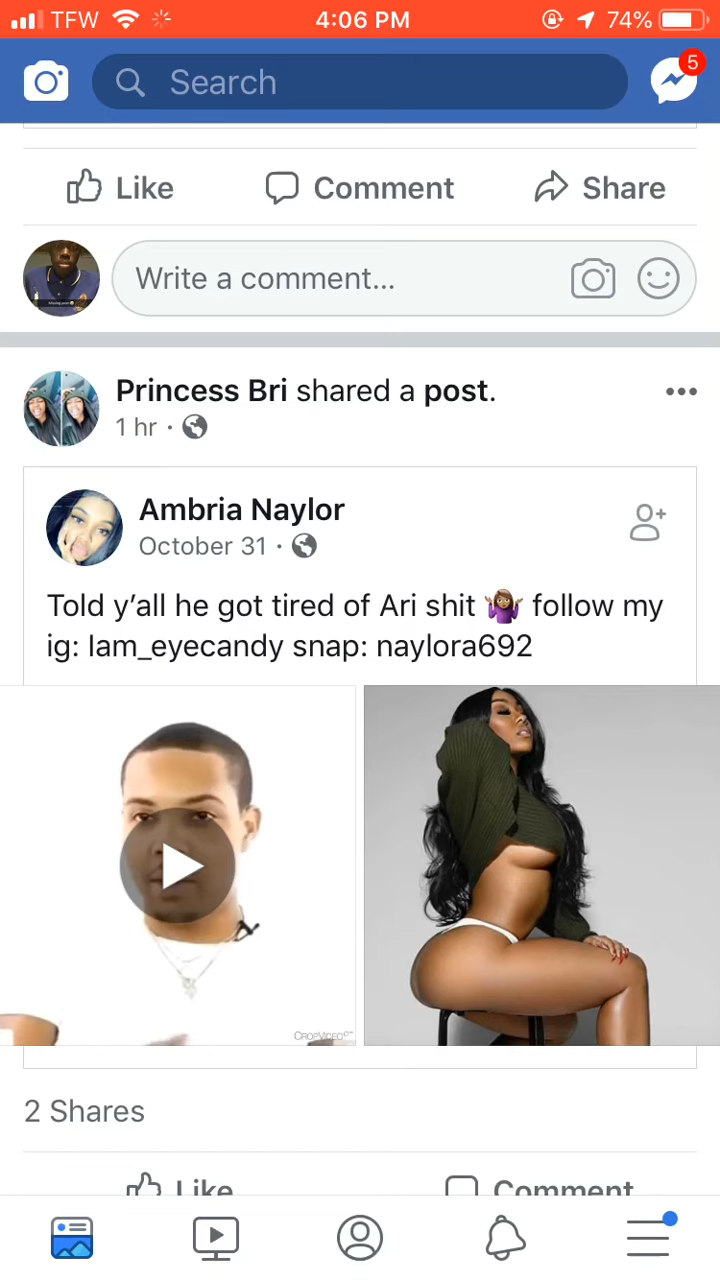 TFW 4:06 PM 74%
Search 5
Like Comment Share
Write a comment...
Princess Bri shared a post.
1 hr ·
Ambria Naylor
October 31 ·
Told y'all he got tired of Ari shit 🤷🏽‍♀️ follow my
ig: Iam_eyecandy snap: naylora692
CROPVIDEO
2 Shares
Like Comment